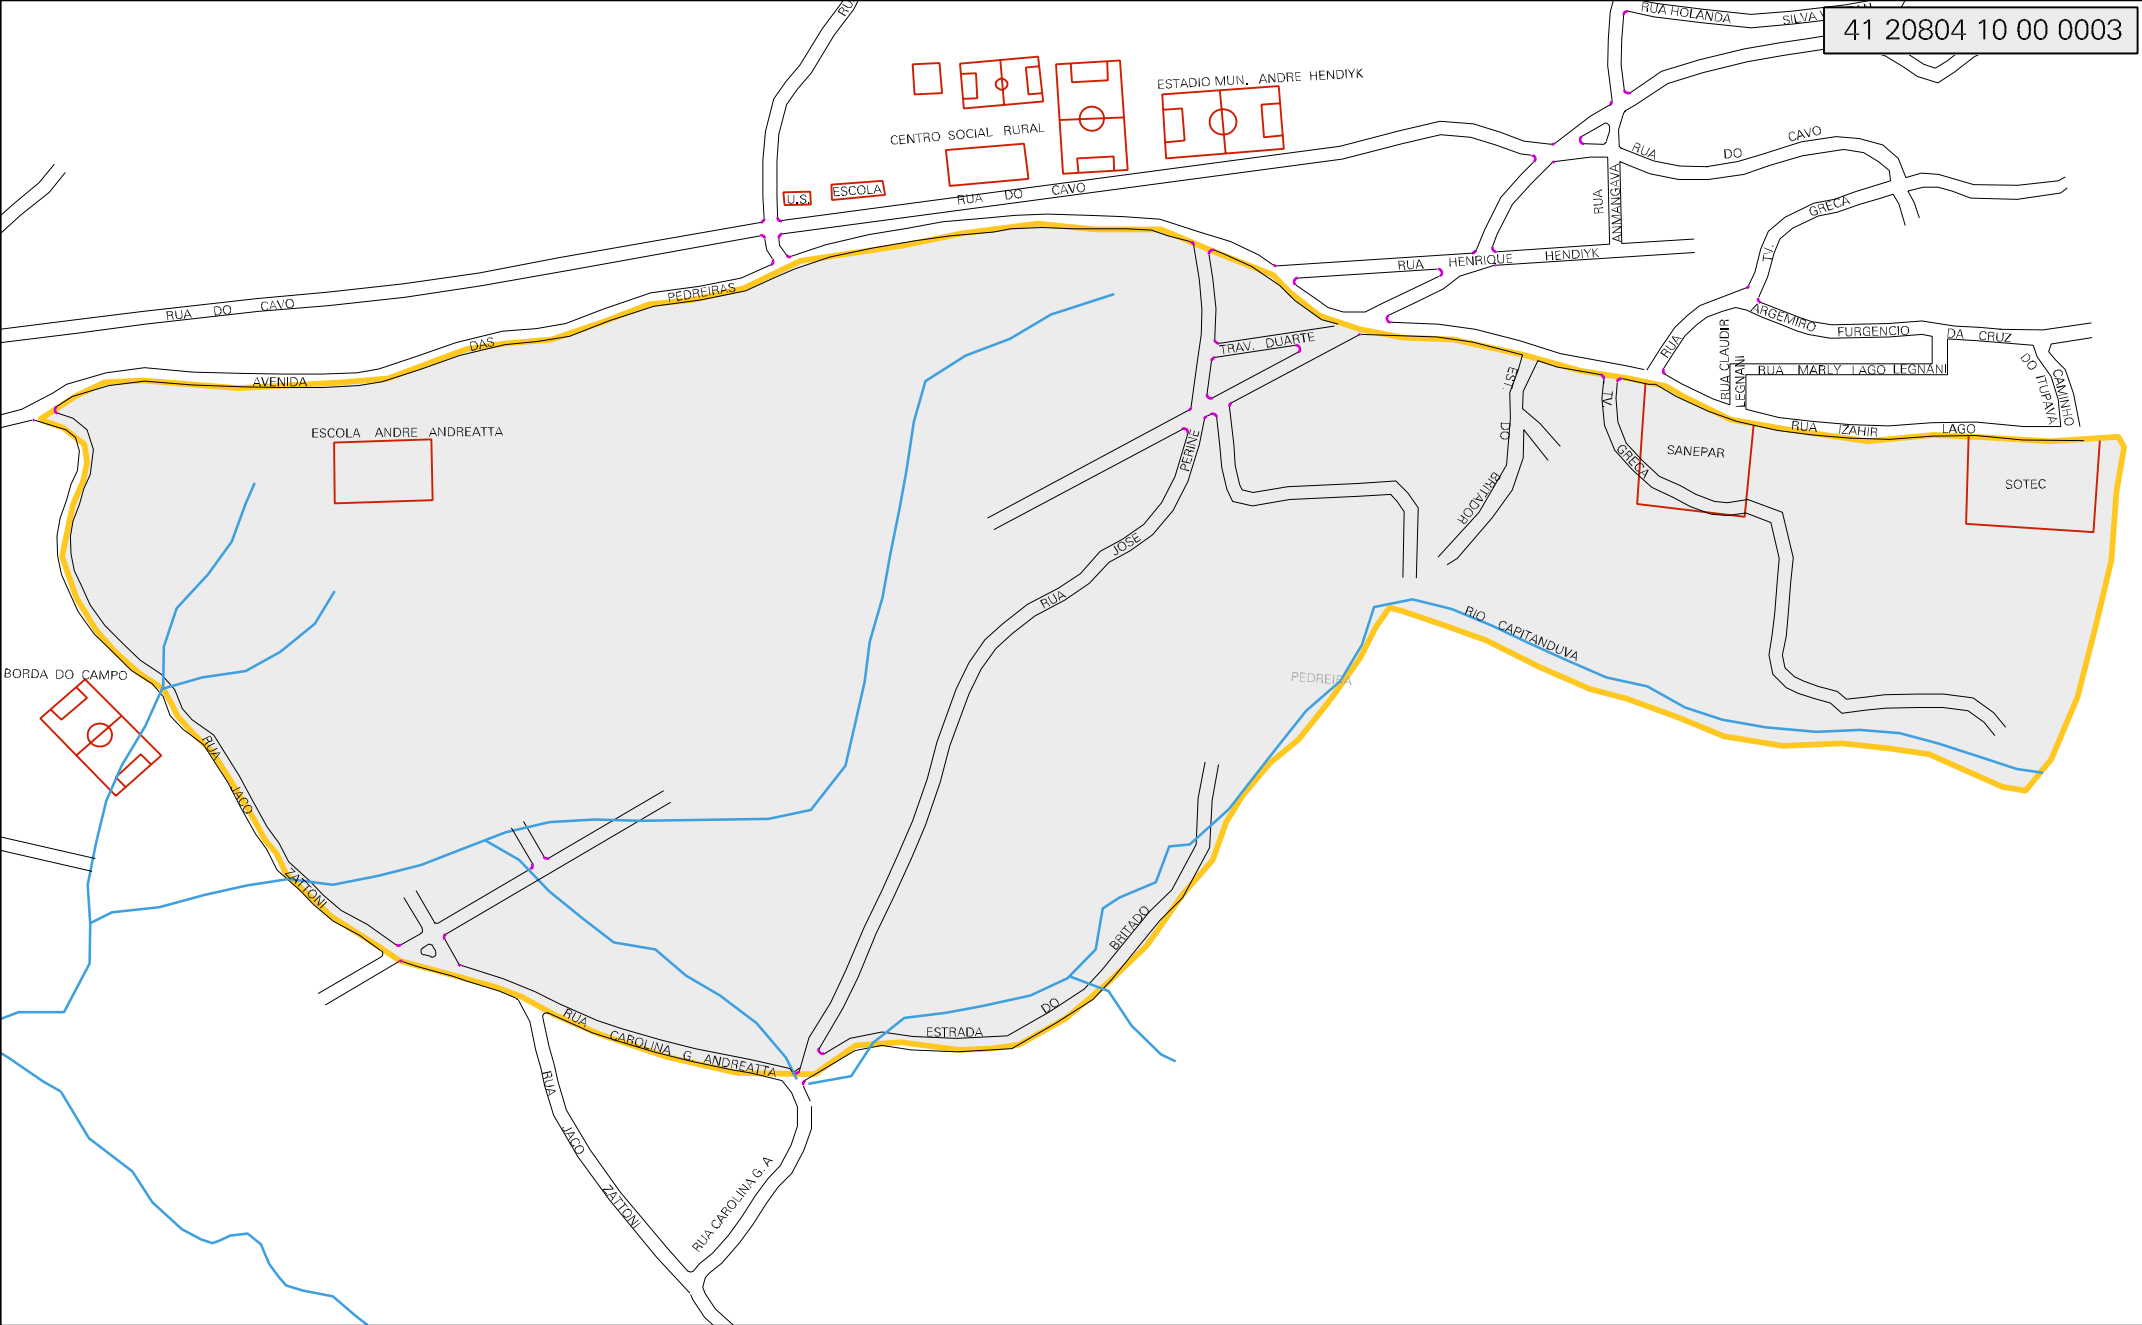 RUA HOLANDA
41 20804 10 00 0003
ESTADIO MUN. ANDRE HENDIYK
CENTRO SOCIAL RURAL
U.S.
ESCOLA
RUA DO CAVO
RUA DO CAVO
RUA ANMANGAVA
GRECA
TV.
RUA HENRIQUE HENDIYK
RUA DO CAVO
AVENIDA DAS PEDREIRAS
TRAV. DUARTE
RUA
ARGEMIRO FURGENCIO DA CRUZ
RUA CLAUDIR LEGNANI
RUA MARLY LAGO LEGNANI
CAMINHO DO ITUPAVA
EST. DO BRITADOR
TV. GRECA
RUA IZAHIR LAGO
ESCOLA ANDRE ANDREATTA
SANEPAR
SOTEC
RUA JOSE PERINE
RIO CAPITANDUVA
PEDREIRA
BORDA DO CAMPO
RUA JACO ZATTONI
ESTRADA DO BRITADO
RUA CAROLINA G. ANDREATTA
RUA JACO ZATTONI
RUA CAROLINA G. A